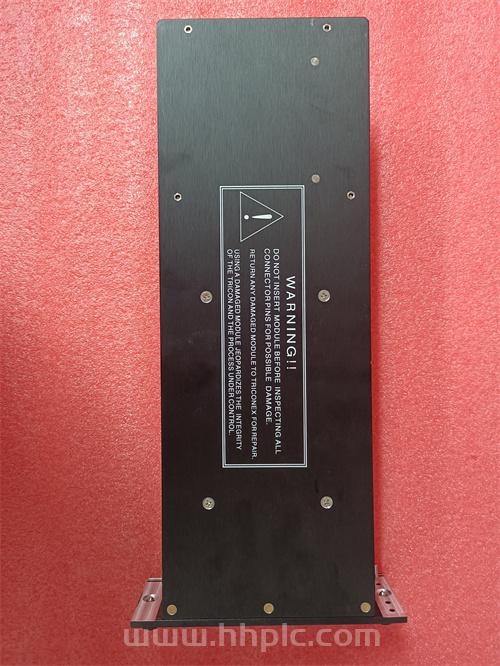 WARNING!!
DO NOT INSERT MODULE BEFORE INSPECTING ALL
CONNECTOR PINS FOR POSSIBLE DAMAGE.
RETURN ANY DAMAGED MODULE TO TRICONEX FOR REPAIR.
USING A DAMAGED MODULE JEOPARDIZES THE INTEGRITY
OF THE TRICON AND THE PROCESS UNDER CONTROL.
www.hhplc.com